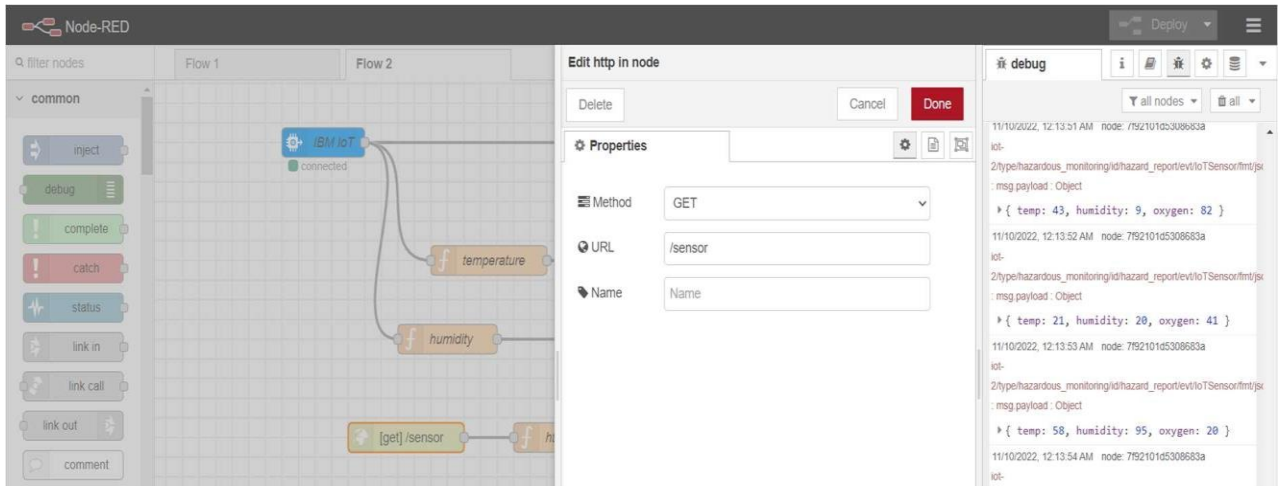 Node-RED
Deploy
filter nodes
Flow 1
Flow 2
common
inject
debug
complete
catch
status
link in
link call
link out
comment
IBM IoT
connected
temperature
humidity
[get] /sensor
Edit http in node
Delete
Cancel
Done
Properties
Method
GET
URL
/sensor
Name
Name
debug
all nodes
all
11/10/2022, 12:13:51 AM node: 7f92101d5308683a
iot-
2/type/hazardous_monitoring/id/hazard_report/evt/IoTSensor/fmt/jsc
: msg.payload : Object
{ temp: 43, humidity: 9, oxygen: 82 }
11/10/2022, 12:13:52 AM node: 7f92101d5308683a
iot-
2/type/hazardous_monitoring/id/hazard_report/evt/IoTSensor/fmt/jsc
: msg.payload : Object
{ temp: 21, humidity: 20, oxygen: 41 }
11/10/2022, 12:13:53 AM node: 7f92101d5308683a
iot-
2/type/hazardous_monitoring/id/hazard_report/evt/IoTSensor/fmt/jsc
: msg.payload : Object
{ temp: 58, humidity: 95, oxygen: 20 }
11/10/2022, 12:13:54 AM node: 7f92101d5308683a
iot-